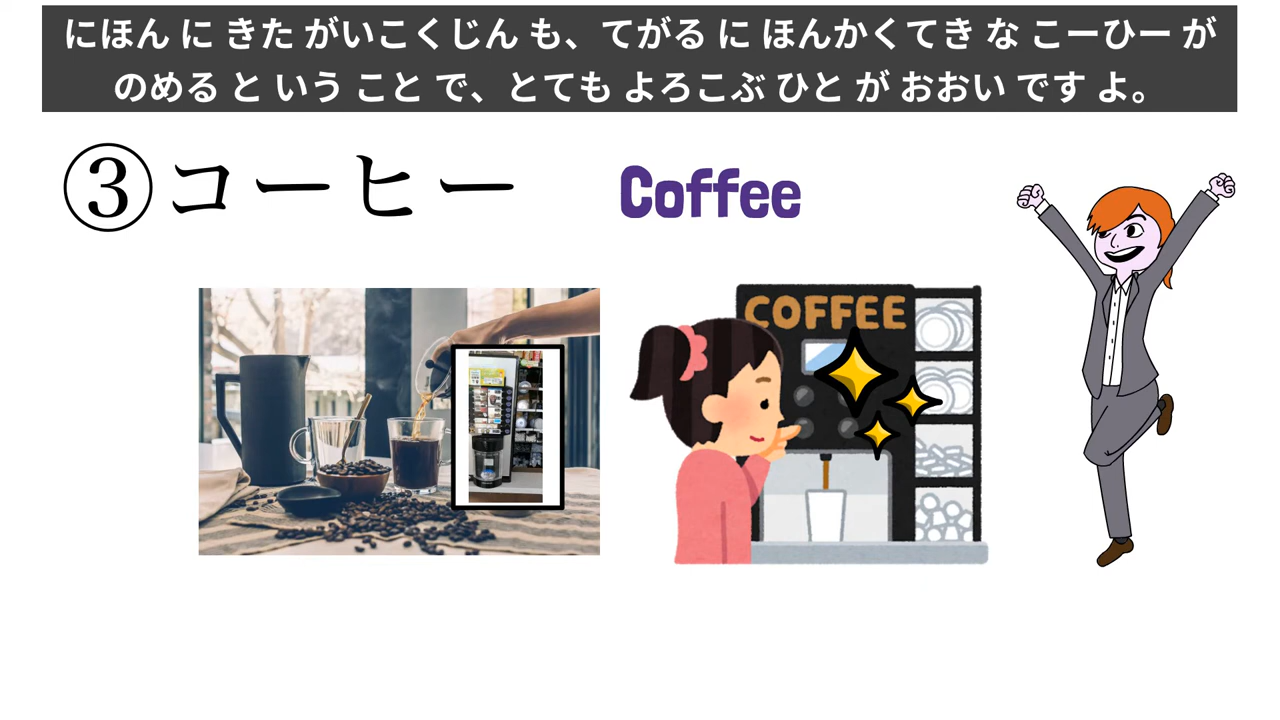 にほん に きた がいこくじん も、てがる に ほんかくてき な こーひー が
のめる と いう こと で、とても よろこぶ ひと が おおい です よ。
③コーヒー
Coffee
COFFEE